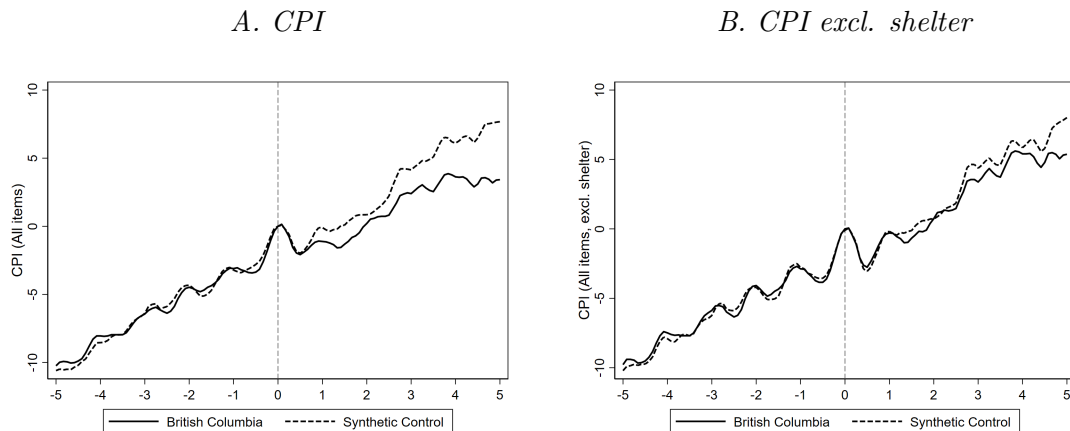 A. CPI
B. CPI excl. shelter
CPI (All items)
10
5
0
-5
-10
-5 -4 -3 -2 -1 0 1 2 3 4 5
British Columbia Synthetic Control
CPI (All items, excl. shelter)
10
5
0
-5
-10
-5 -4 -3 -2 -1 0 1 2 3 4 5
British Columbia Synthetic Control